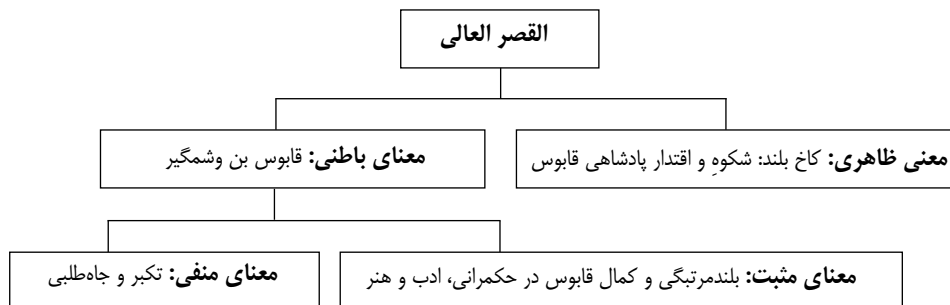 القصر العالی
معنی ظاهری: کاخ بلند: شکوهِ و اقتدار پادشاهی قابوس
معنای باطنی: قابوس بن وشمگیر
معنای مثبت: بلندمرتبگی و کمال قابوس در حکمرانی، ادب و هنر
معنای منفی: تکبر و جاه‌طلبی